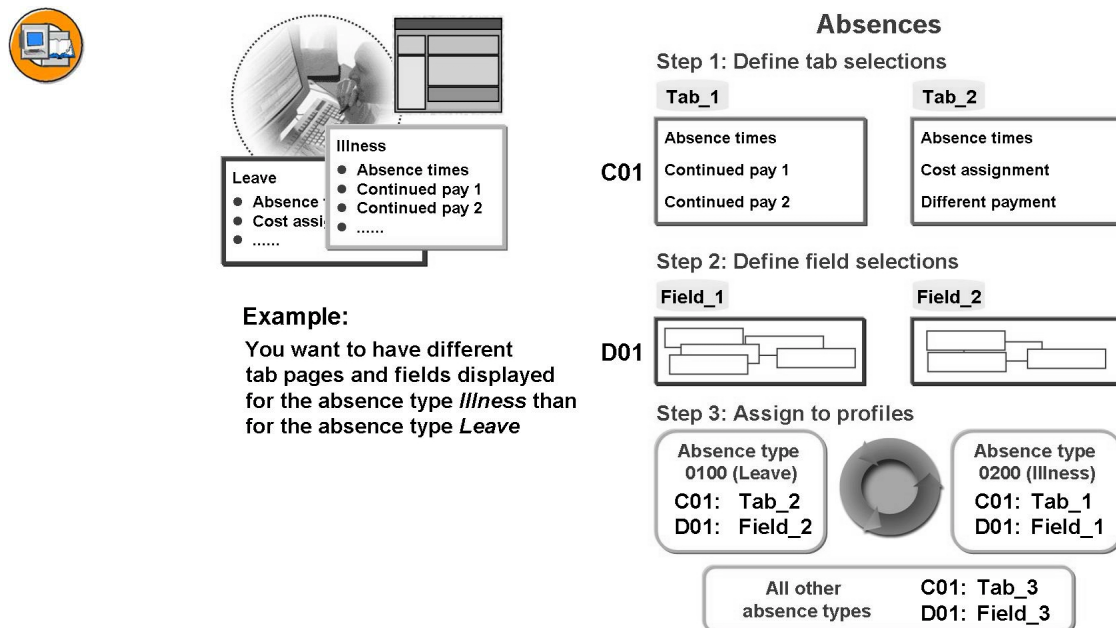 Illness
● Absence times
● Continued pay 1
● Continued pay 2
● ......
Leave
● Absence
● Cost assi
● ......
Example:
You want to have different
tab pages and fields displayed
for the absence type Illness than
for the absence type Leave
Absences
Step 1: Define tab selections
Tab_1
Tab_2
C01
Absence times
Continued pay 1
Continued pay 2
Absence times
Cost assignment
Different payment
Step 2: Define field selections
Field_1
Field_2
D01
Step 3: Assign to profiles
Absence type
0100 (Leave)
C01: Tab_2
D01: Field_2
Absence type
0200 (Illness)
C01: Tab_1
D01: Field_1
All other
absence types
C01: Tab_3
D01: Field_3